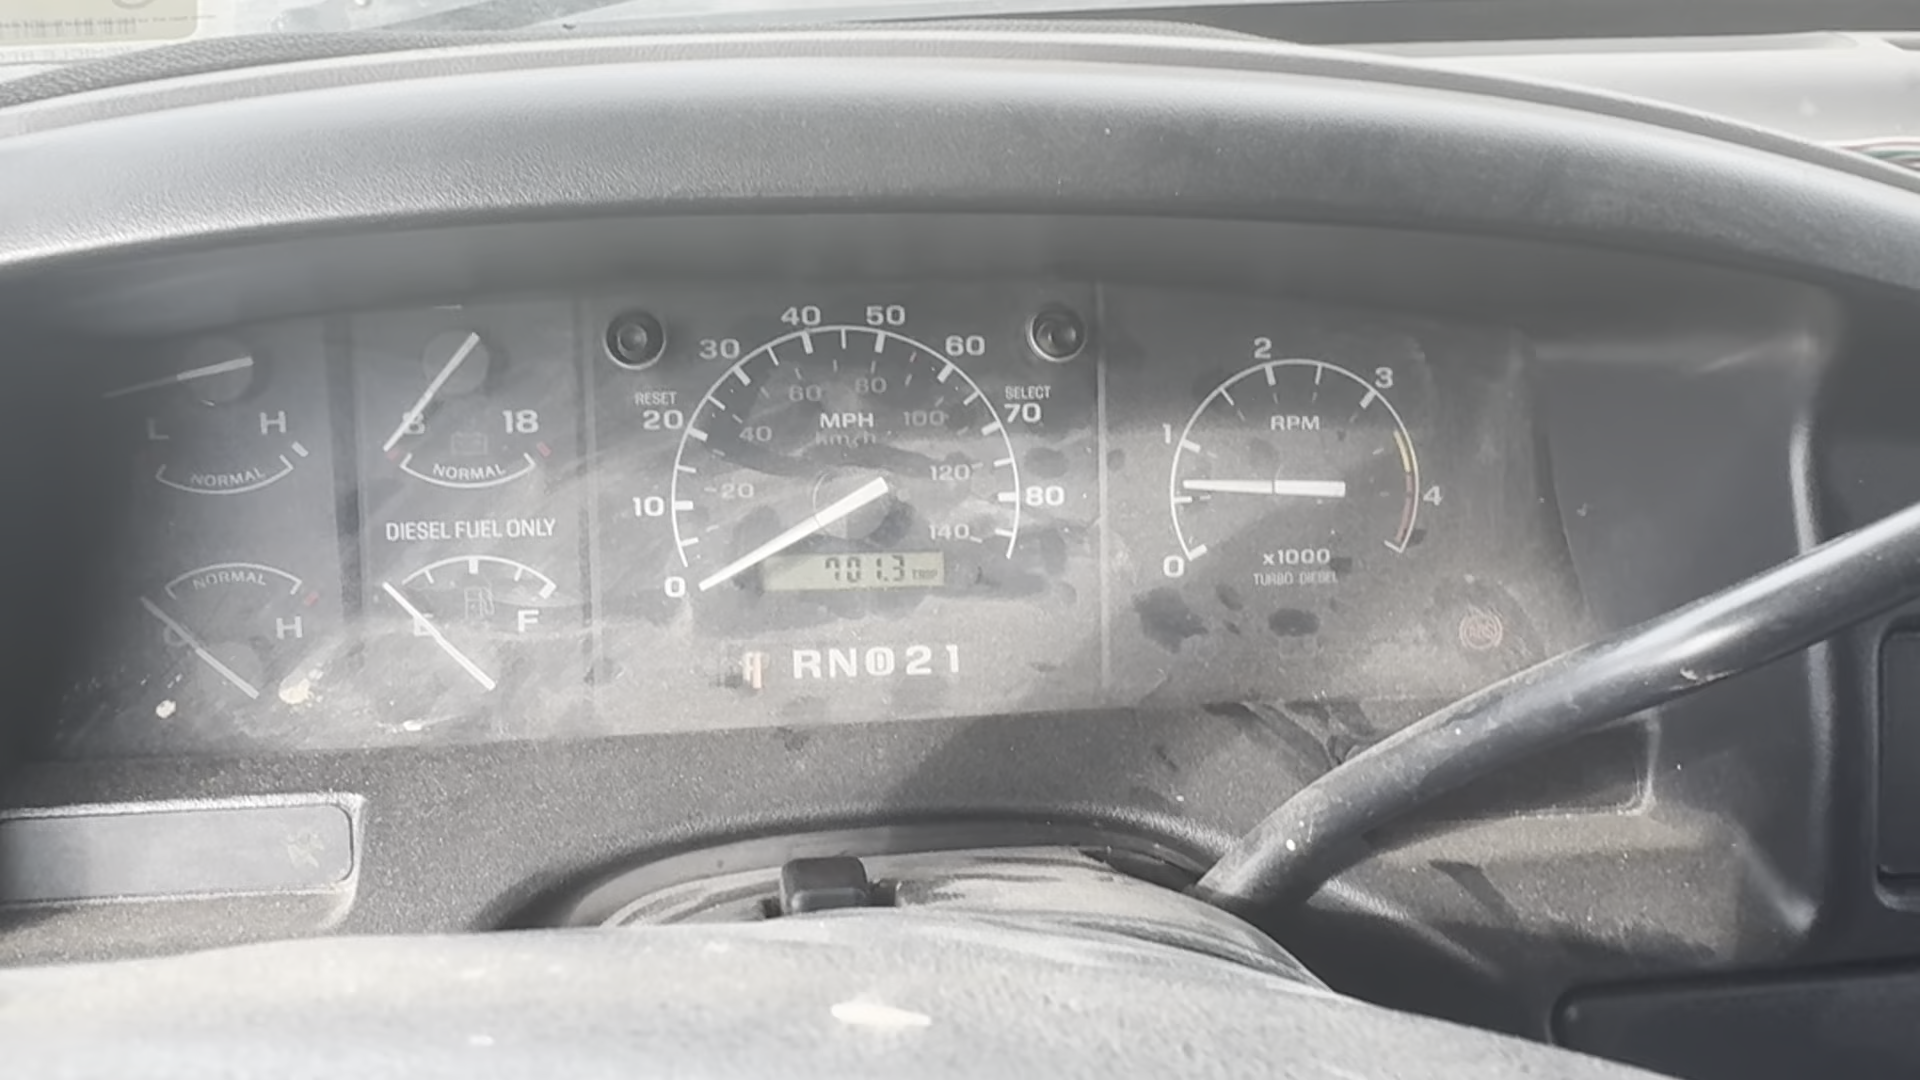 40 50
30 60
2
3
RESET SELECT
60 80
20 MPH 70
L H 8 18
40 km/h 100
RPM
1
NORMAL NORMAL
20 120
10 80
4
DIESEL FUEL ONLY
140
x1000
NORMAL
0 701.3 TRIP
0 TURBO DIESEL
C H E F
ABS
RN021